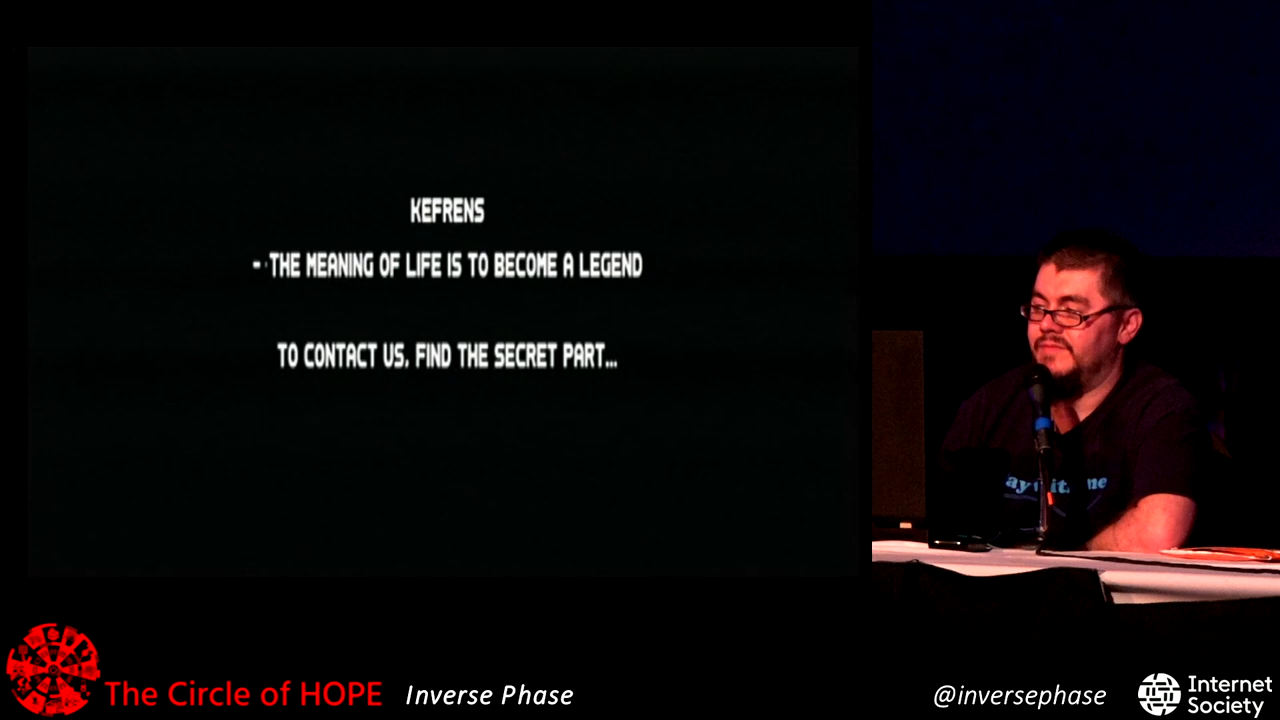 KEFRENS
- THE MEANING OF LIFE IS TO BECOME A LEGEND
TO CONTACT US, FIND THE SECRET PART...
The Circle of HOPE
Inverse Phase
@inversephase
Internet
Society